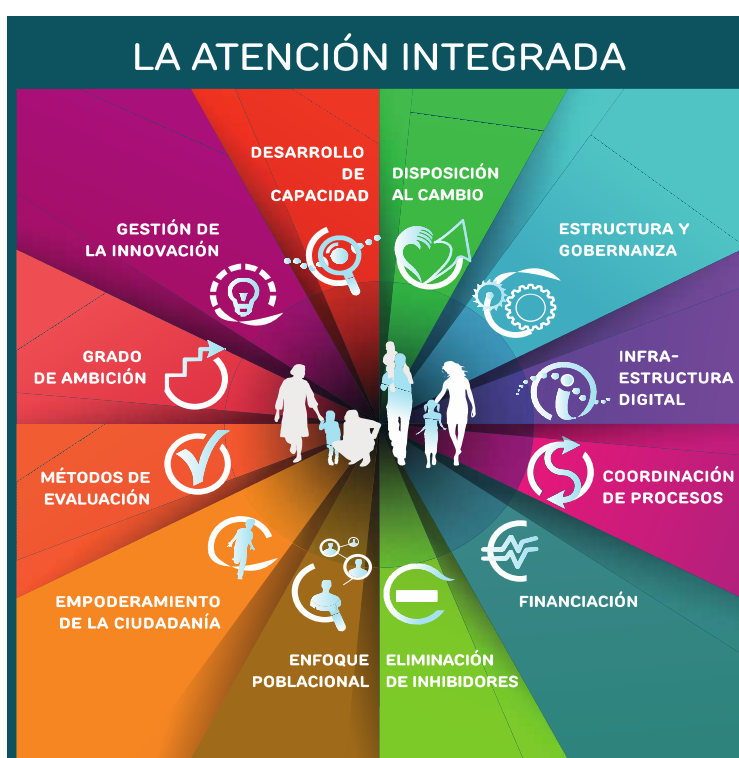 LA ATENCIÓN INTEGRADA
DESARROLLO
DE
CAPACIDAD
DISPOSICIÓN
AL CAMBIO
ESTRUCTURA Y
GOBERNANZA
INFRA-
ESTRUCTURA
DIGITAL
COORDINACIÓN
DE PROCESOS
FINANCIACIÓN
ELIMINACIÓN
DE INHIBIDORES
ENFOQUE
POBLACIONAL
EMPODERAMIENTO
DE LA CIUDADANÍA
MÉTODOS DE
EVALUACIÓN
GRADO
DE AMBICIÓN
GESTIÓN DE
LA INNOVACIÓN